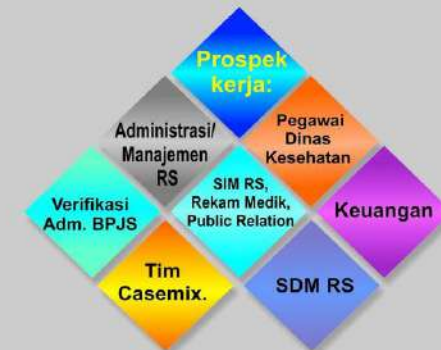 Prospek
kerja:
Administrasi/
Manajemen
RS
Pegawai
Dinas
Kesehatan
Verifikasi
Adm. BPJS
SIM RS,
Rekam Medik,
Public Relation
Keuangan
Tim
Casemix.
SDM RS